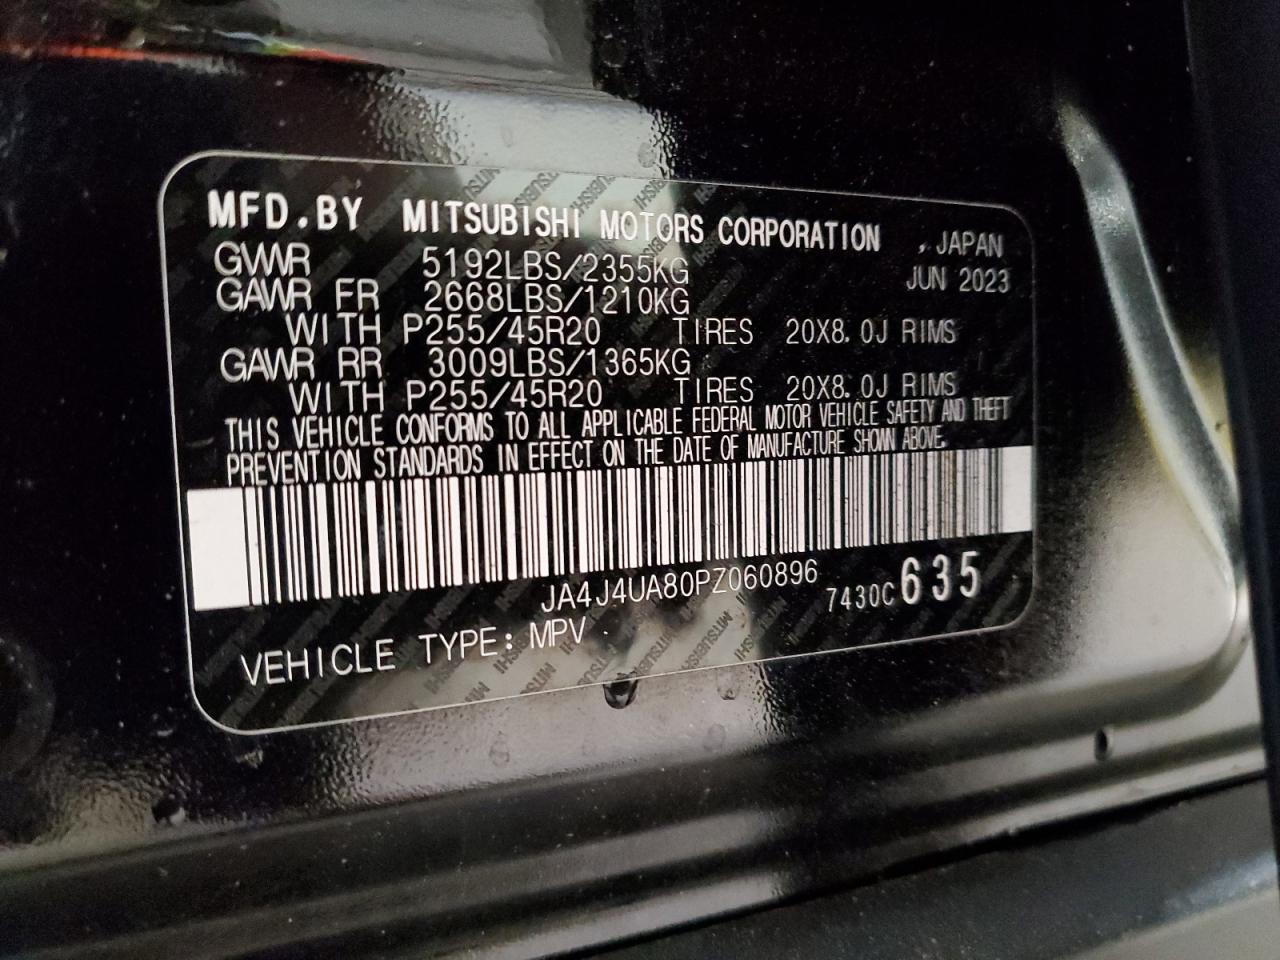 MFD.BY MITSUBISHI MOTORS CORPORATION , JAPAN
GVWR 5192LBS/2355KG JUN 2023
GAWR FR 2668LBS/1210KG
WITH P255/45R20 TIRES 20X8.0J RIMS
GAWR RR 3009LBS/1365KG
WITH P255/45R20 TIRES 20X8.0J RIMS
THIS VEHICLE CONFORMS TO ALL APPLICABLE FEDERAL MOTOR VEHICLE SAFETY AND THEFT
PREVENTION STANDARDS IN EFFECT ON THE DATE OF MANUFACTURE SHOWN ABOVE.
JA4J4UA80PZ060896 7430C 635
VEHICLE TYPE: MPV